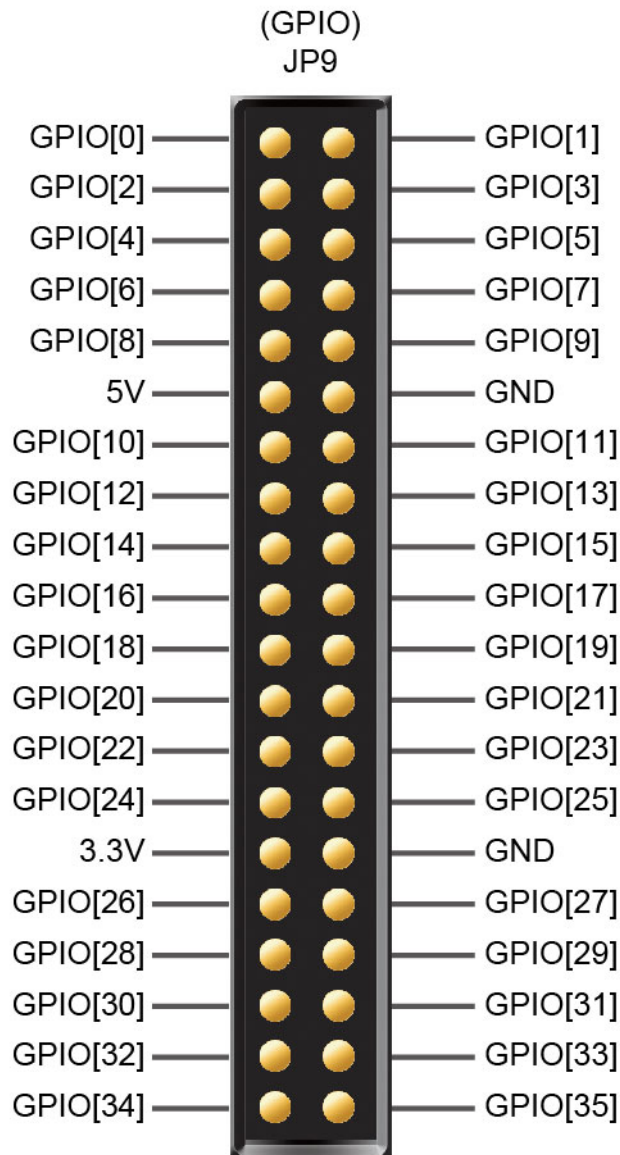 (GPIO)
JP9
GPIO[0] GPIO[1]
GPIO[2] GPIO[3]
GPIO[4] GPIO[5]
GPIO[6] GPIO[7]
GPIO[8] GPIO[9]
5V GND
GPIO[10] GPIO[11]
GPIO[12] GPIO[13]
GPIO[14] GPIO[15]
GPIO[16] GPIO[17]
GPIO[18] GPIO[19]
GPIO[20] GPIO[21]
GPIO[22] GPIO[23]
GPIO[24] GPIO[25]
3.3V GND
GPIO[26] GPIO[27]
GPIO[28] GPIO[29]
GPIO[30] GPIO[31]
GPIO[32] GPIO[33]
GPIO[34] GPIO[35]